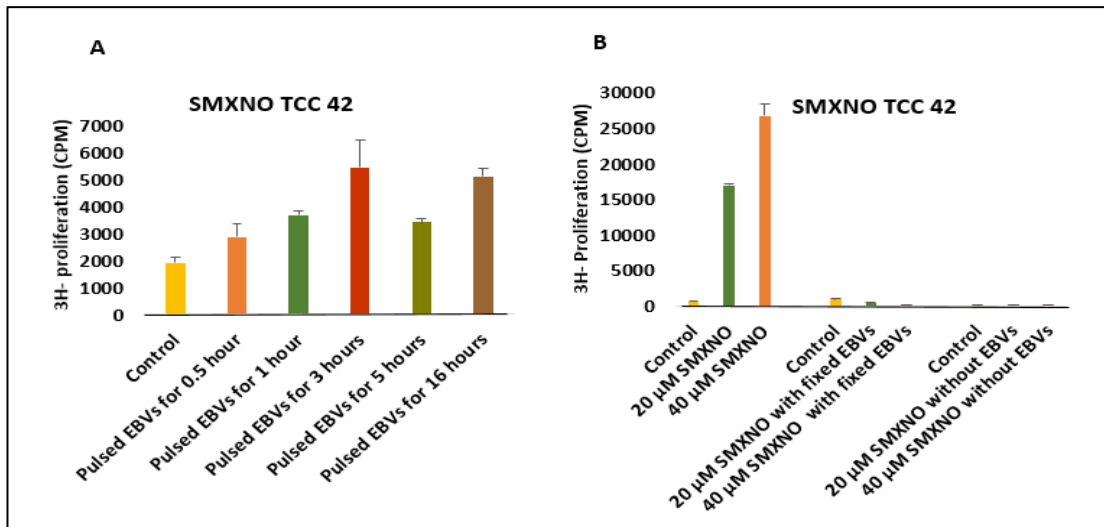 A
SMXNO TCC 42
3H- proliferation (CPM)
7000
6000
5000
4000
3000
2000
1000
0
Control
Pulsed EBVs for 0.5 hour
Pulsed EBVs for 1 hour
Pulsed EBVs for 3 hours
Pulsed EBVs for 5 hours
Pulsed EBVs for 16 hours
B
SMXNO TCC 42
3H- Proliferation (CPM)
30000
25000
20000
15000
10000
5000
0
Control
20 µM SMXNO
40 µM SMXNO
Control
20 µM SMXNO with fixed EBVs
40 µM SMXNO with fixed EBVs
Control
20 µM SMXNO without EBVs
40 µM SMXNO without EBVs